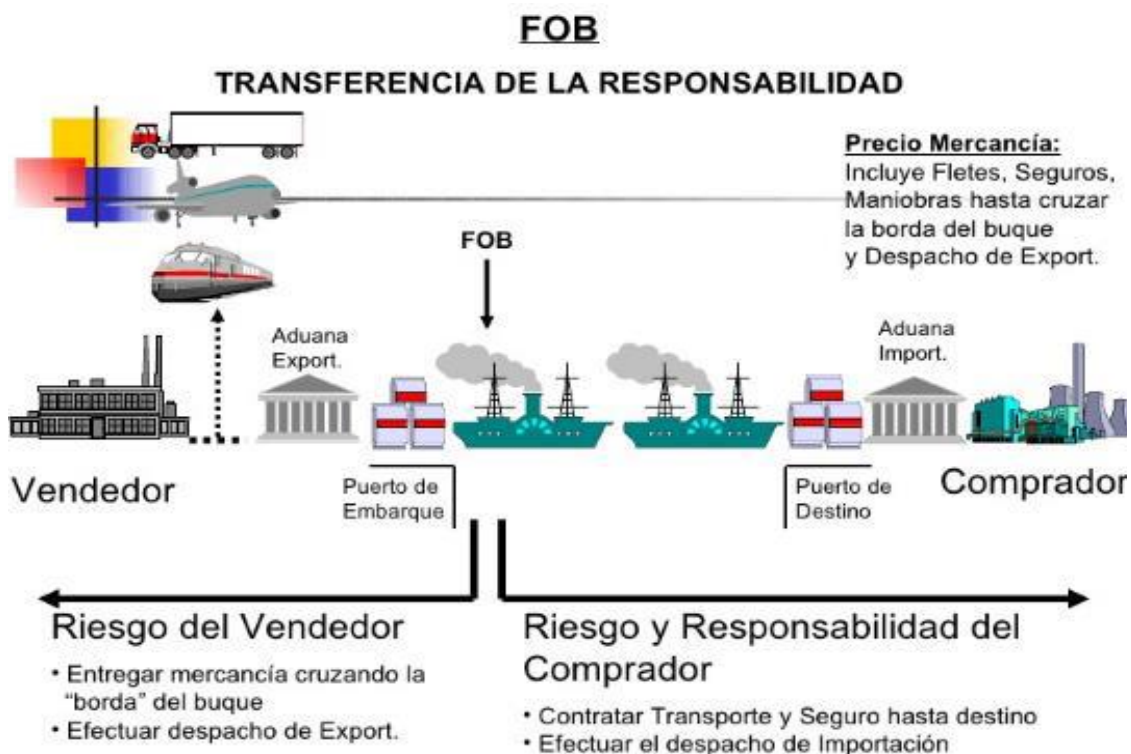 FOB
TRANSFERENCIA DE LA RESPONSABILIDAD
Precio Mercancía:
Incluye Fletes, Seguros,
Maniobras hasta cruzar
la borda del buque
y Despacho de Export.
FOB
Aduana
Export.
Aduana
Import.
Vendedor
Puerto de
Embarque
Puerto de
Destino
Comprador
Riesgo del Vendedor
• Entregar mercancía cruzando la
“borda” del buque
• Efectuar despacho de Export.
Riesgo y Responsabilidad del
Comprador
• Contratar Transporte y Seguro hasta destino
• Efectuar el despacho de Importación